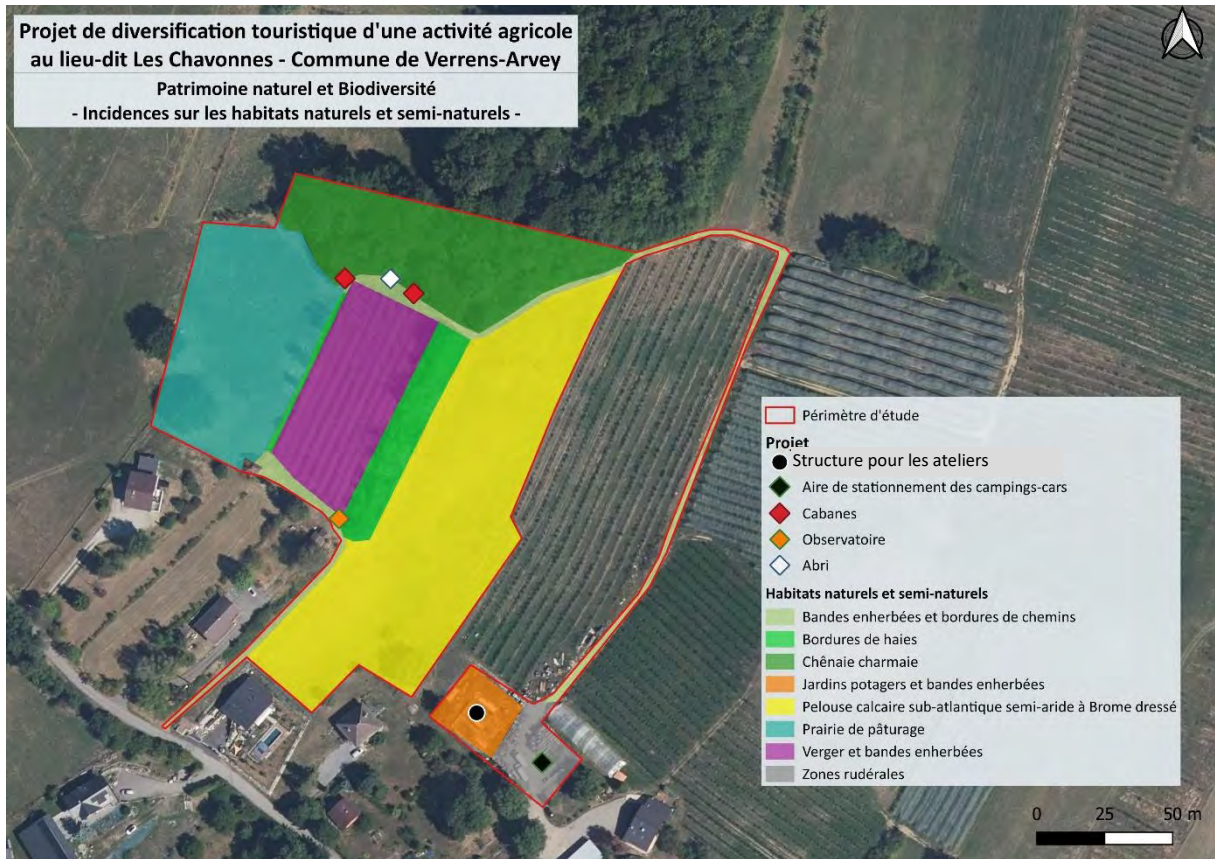 Projet de diversification touristique d'une activité agricole
au lieu-dit Les Chavonnes - Commune de Verrens-Arvey
Patrimoine naturel et Biodiversité
- Incidences sur les habitats naturels et semi-naturels -
Périmètre d'étude
Projet
Structure pour les ateliers
Aire de stationnement des campings-cars
Cabanes
Observatoire
Abri
Habitats naturels et semi-naturels
Bandes enherbées et bordures de chemins
Bordures de haies
Chênaie charmaie
Jardins potagers et bandes enherbées
Pelouse calcaire sub-atlantique semi-aride à Brome dressé
Prairie de pâturage
Verger et bandes enherbées
Zones rudérales
0 25 50 m